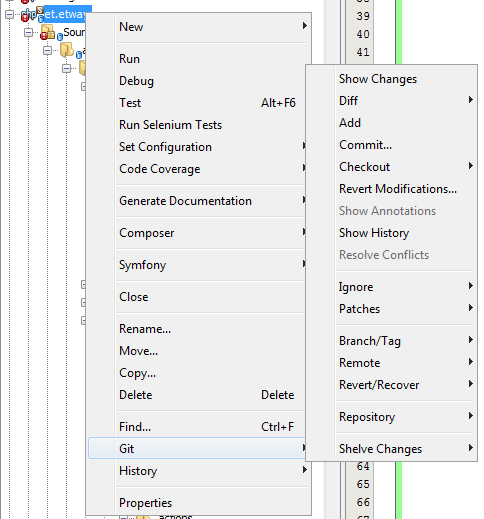 et.etwav
Sour
New
Run
Debug
Test Alt+F6
Run Selenium Tests
Set Configuration
Code Coverage
Generate Documentation
Composer
Symfony
Close
Rename...
Move...
Copy...
Delete Delete
Find... Ctrl+F
Git
History
Properties
actions
Show Changes
Diff
Add
Commit...
Checkout
Revert Modifications...
Show Annotations
Show History
Resolve Conflicts
Ignore
Patches
Branch/Tag
Remote
Revert/Recover
Repository
Shelve Changes
39
40
41
64
65
66